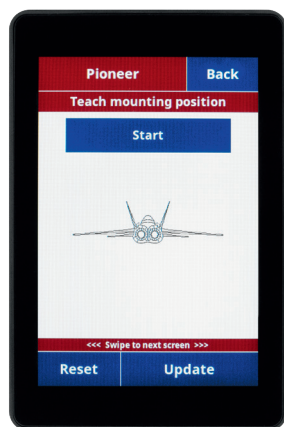 Pioneer Back
Teach mounting position
Start
<<< Swipe to next screen >>>
Reset Update